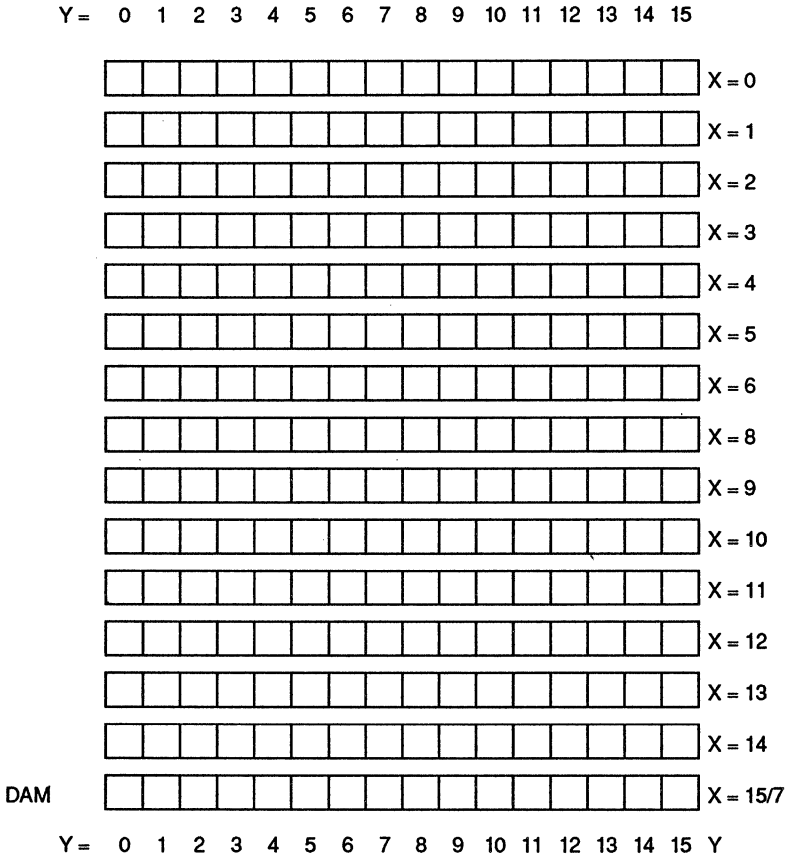 Y = 0 1 2 3 4 5 6 7 8 9 10 11 12 13 14 15
X = 0
X = 1
X = 2
X = 3
X = 4
X = 5
X = 6
X = 8
X = 9
X = 10
X = 11
X = 12
X = 13
X = 14
DAM X = 15/7
Y = 0 1 2 3 4 5 6 7 8 9 10 11 12 13 14 15 Y